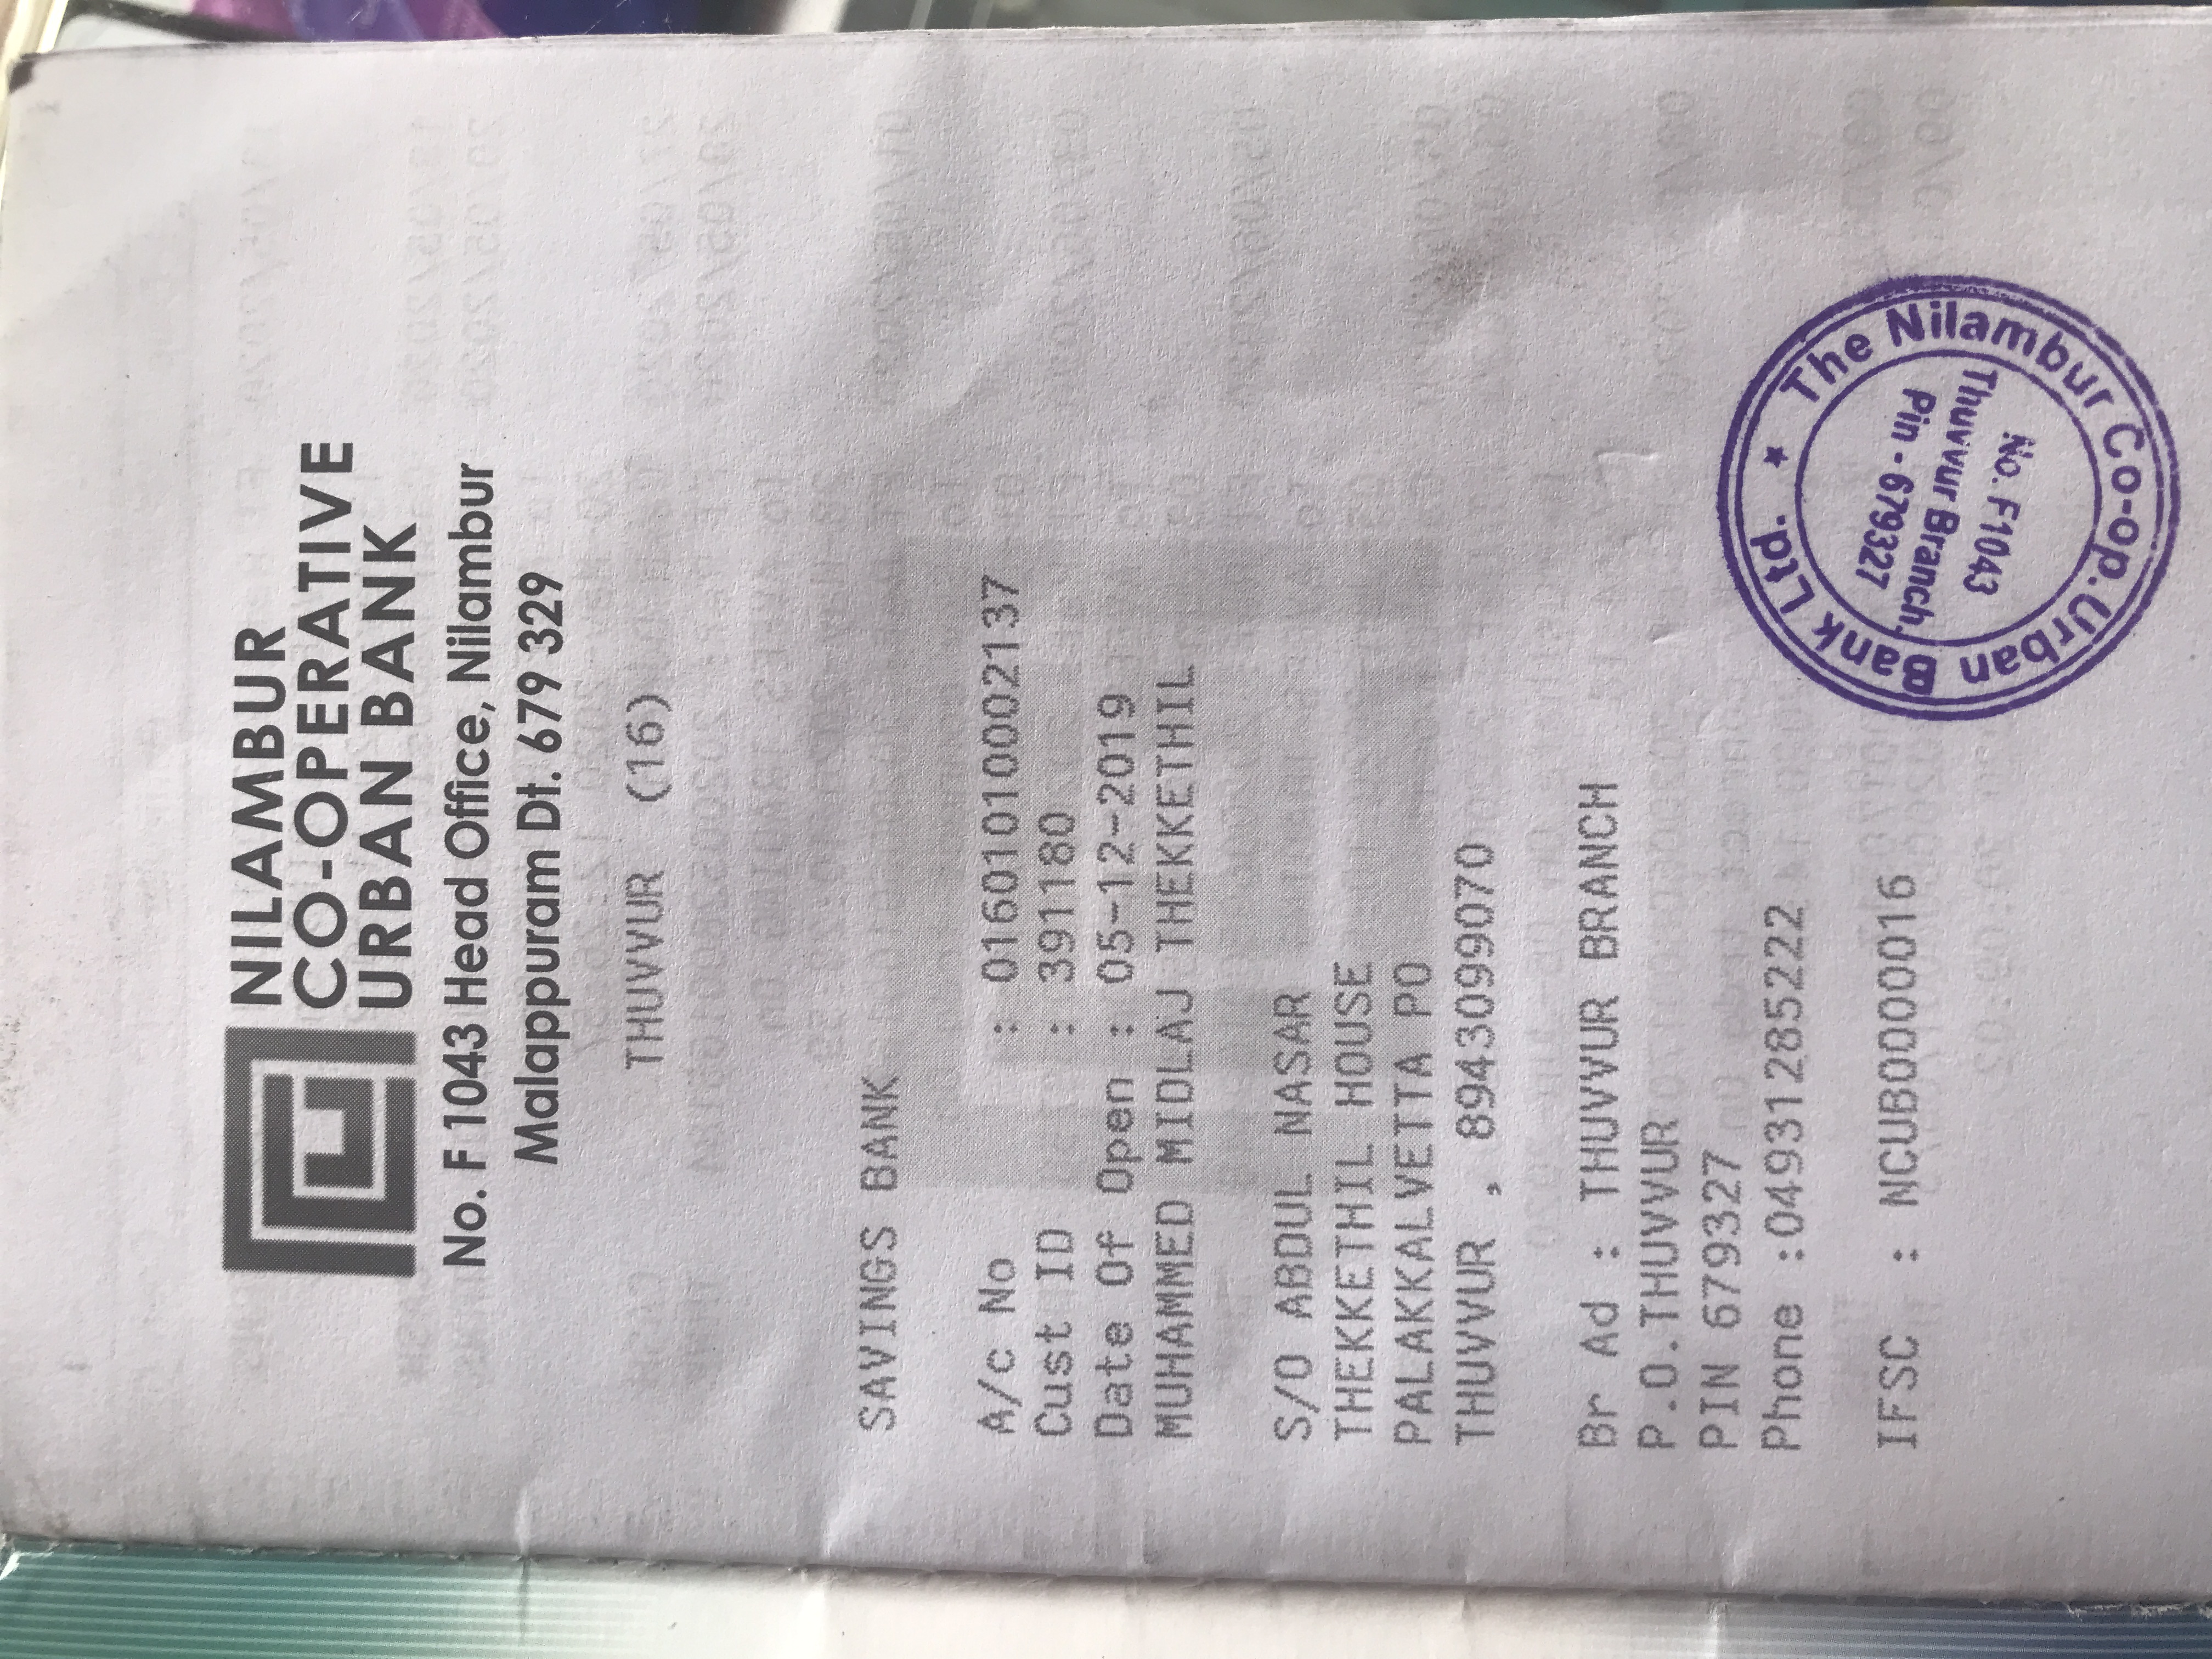 NILAMBUR
CO-OPERATIVE
URBAN BANK
No. F 1043 Head Office, Nilambur
Malappuram Dt. 679 329
THUVVUR (16)
SAVINGS BANK
A/c No : 01601010002137
Cust ID : 391180
Date Of Open : 05-12-2019
MUHAMMED MIDLAJ THEKKETHIL
S/O ABDUL NASAR
THEKKETHIL HOUSE
PALAKKALVETTA PO
THUVVUR , 8943099070
Br Ad : THUVVUR BRANCH
P.O.THUVVUR
PIN 679327
Phone :04931285222
IFSC : NCUB0000016
The Nilambur Co-op. Urban Bank Ltd. ★
No. F1043
Thuvvur Branch.
Pin - 679327